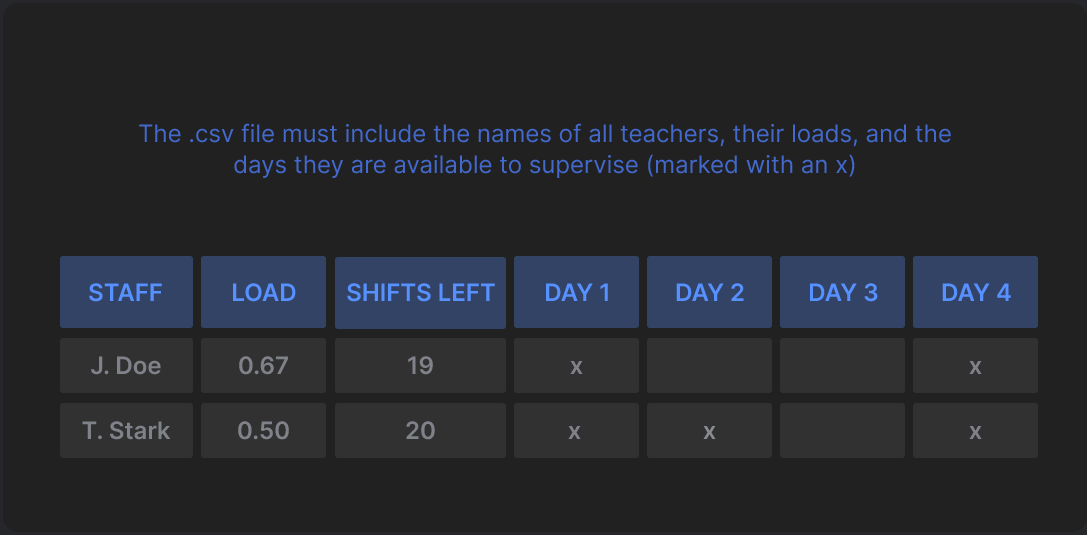 The .csv file must include the names of all teachers, their loads, and the
days they are available to supervise (marked with an x)
STAFF LOAD SHIFTS LEFT DAY 1 DAY 2 DAY 3 DAY 4
J. Doe 0.67 19 x x
T. Stark 0.50 20 x x x